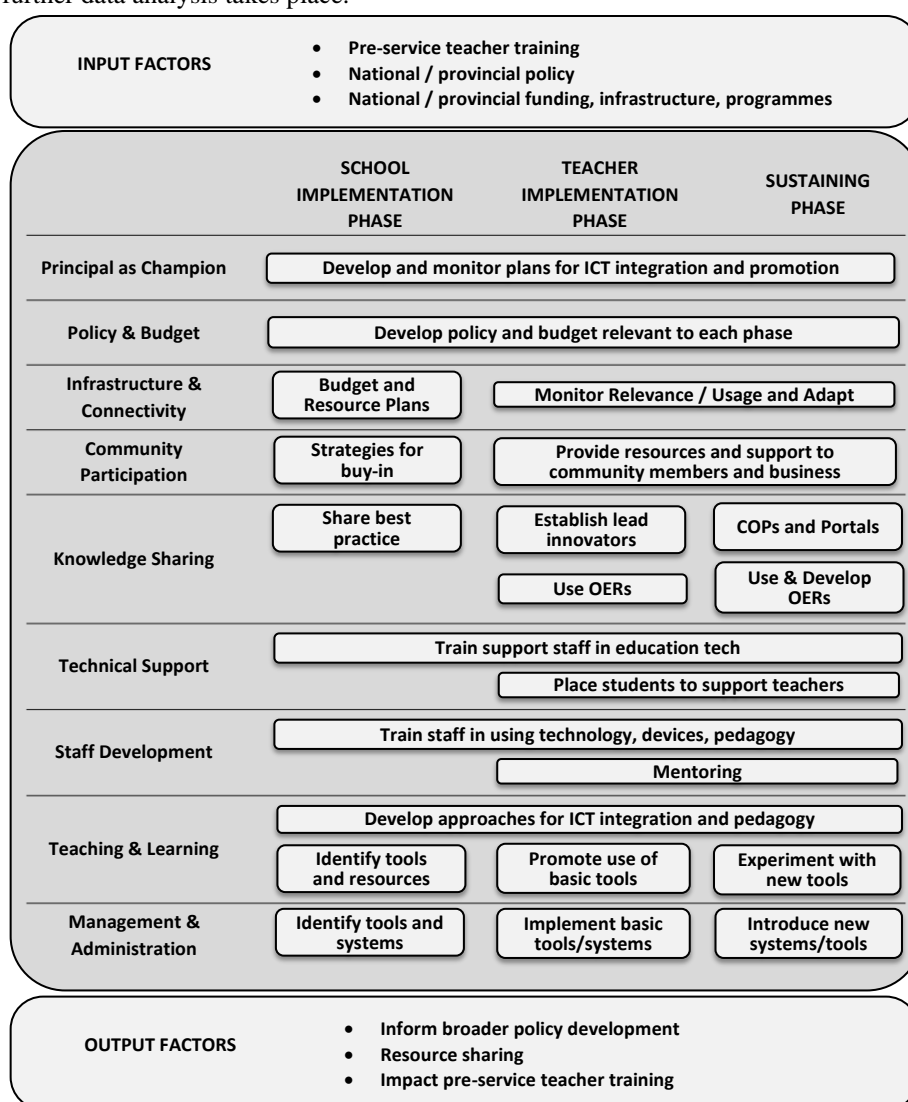 further data analysis takes place.
INPUT FACTORS
• Pre-service teacher training
• National / provincial policy
• National / provincial funding, infrastructure, programmes
SCHOOL
IMPLEMENTATION
PHASE
TEACHER
IMPLEMENTATION
PHASE
SUSTAINING
PHASE
Principal as Champion
Develop and monitor plans for ICT integration and promotion
Policy & Budget
Develop policy and budget relevant to each phase
Infrastructure &
Connectivity
Budget and
Resource Plans
Monitor Relevance / Usage and Adapt
Community
Participation
Strategies for
buy-in
Provide resources and support to
community members and business
Knowledge Sharing
Share best
practice
Establish lead
innovators
COPs and Portals
Use OERs
Use & Develop
OERs
Technical Support
Train support staff in education tech
Place students to support teachers
Staff Development
Train staff in using technology, devices, pedagogy
Mentoring
Teaching & Learning
Develop approaches for ICT integration and pedagogy
Identify tools
and resources
Promote use of
basic tools
Experiment with
new tools
Management &
Administration
Identify tools and
systems
Implement basic
tools/systems
Introduce new
systems/tools
OUTPUT FACTORS
• Inform broader policy development
• Resource sharing
• Impact pre-service teacher training